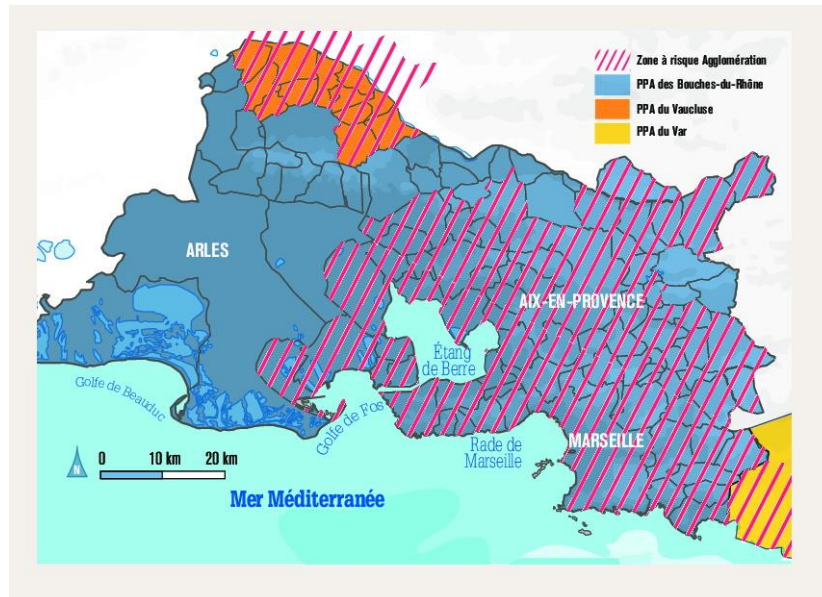 Zone à risque Agglomération
PPA des Bouches-du-Rhône
PPA du Vaucluse
PPA du Var
ARLES
AIX-EN-PROVENCE
Étang
de Berre
Golfe de Beauduc
Golfe de Fos
Rade de
Marseille
MARSEILLE
N
0 10 km 20 km
Mer Méditerranée